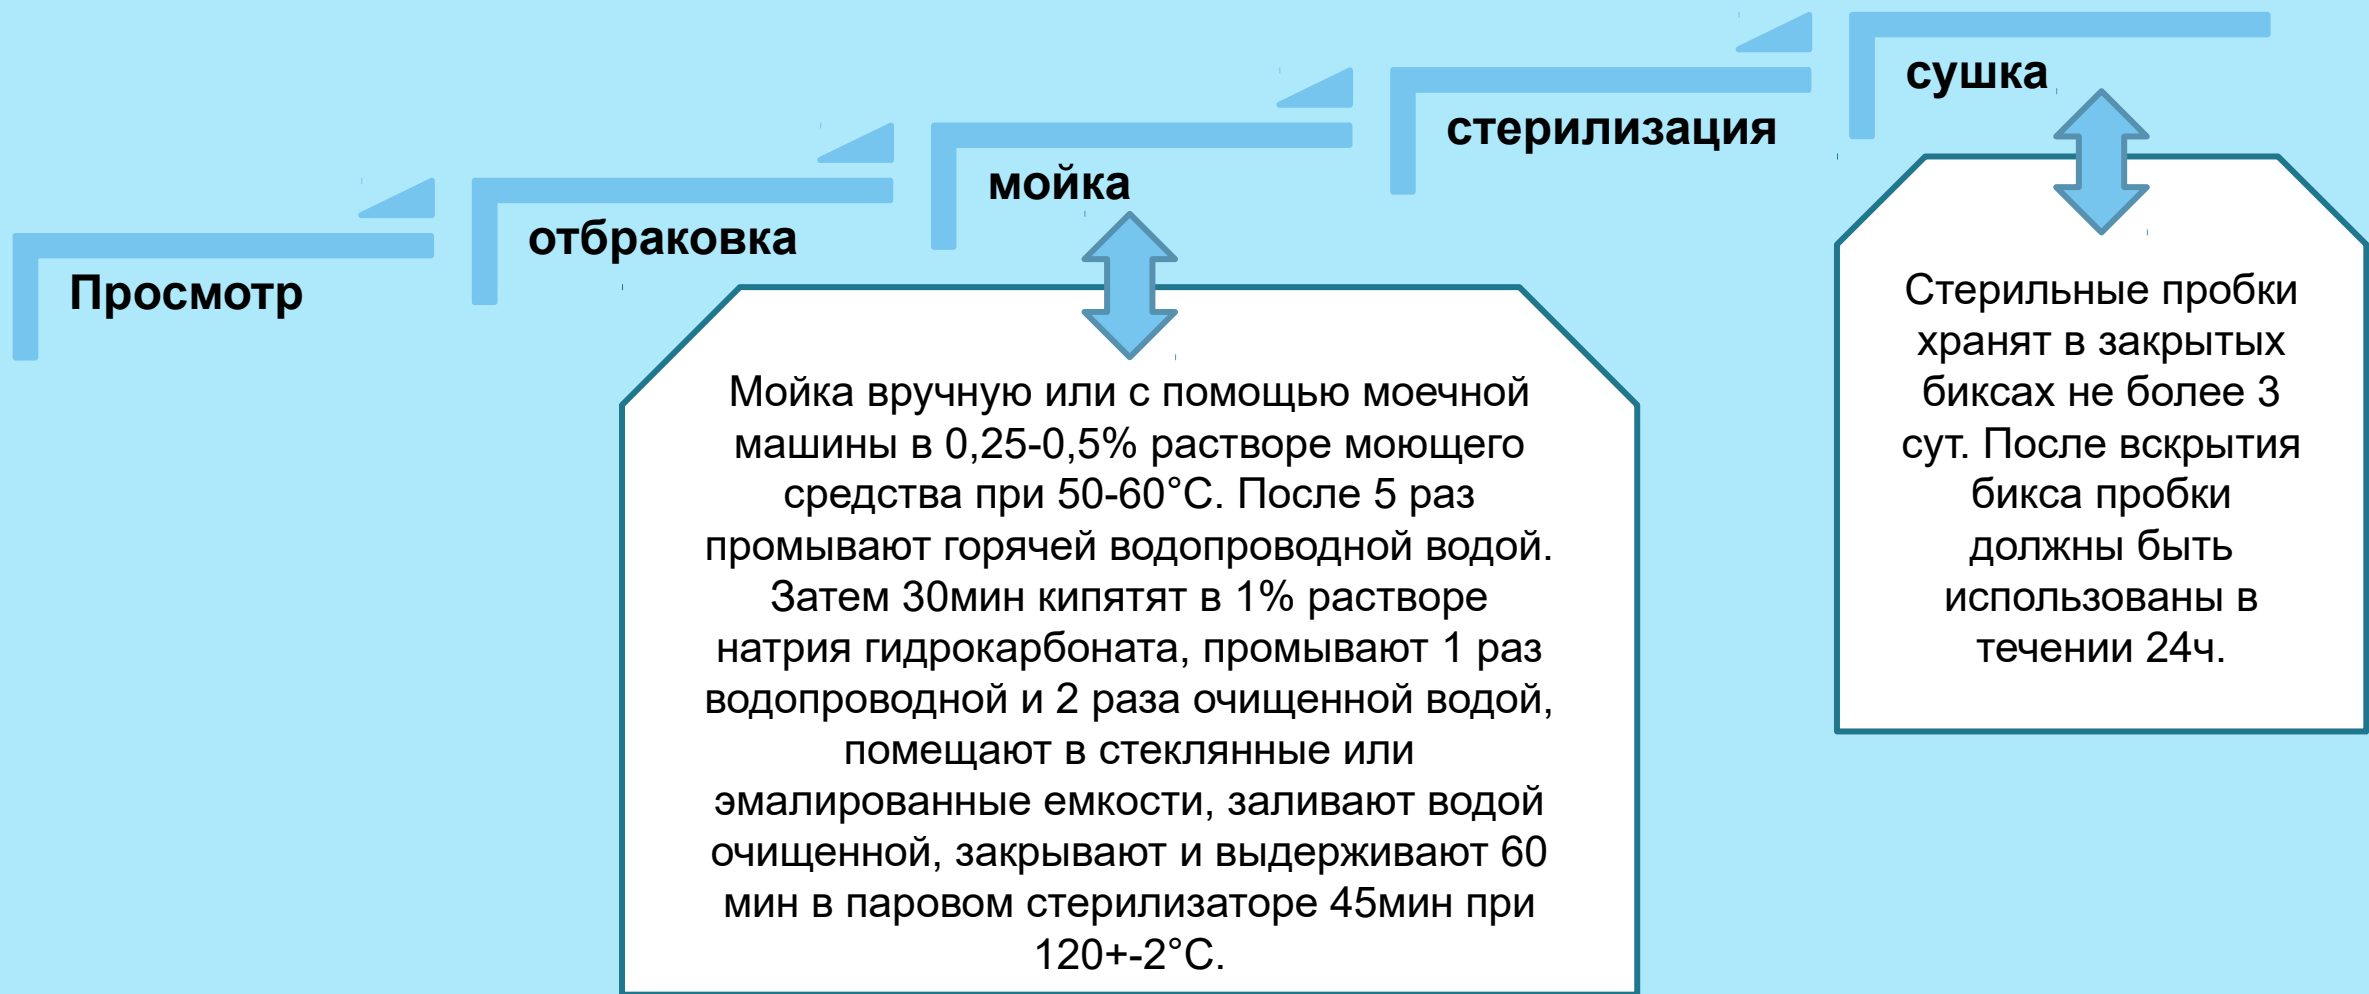 Просмотр
отбраковка
мойка
стерилизация
сушка
Мойка вручную или с помощью моечной
машины в 0,25-0,5% растворе моющего
средства при 50-60°С. После 5 раз
промывают горячей водопроводной водой.
Затем 30мин кипятят в 1% растворе
натрия гидрокарбоната, промывают 1 раз
водопроводной и 2 раза очищенной водой,
помещают в стеклянные или
эмалированные емкости, заливают водой
очищенной, закрывают и выдерживают 60
мин в паровом стерилизаторе 45мин при
120+-2°С.
Стерильные пробки
хранят в закрытых
биксах не более 3
сут. После вскрытия
бикса пробки
должны быть
использованы в
течении 24ч.